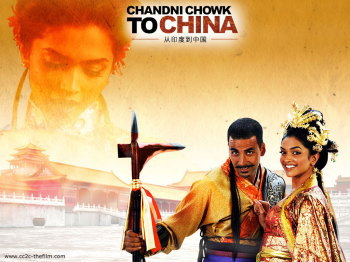 CHANDNI CHOWK
TO CHINA
从印度到中国
www.cc2c-thefilm.com